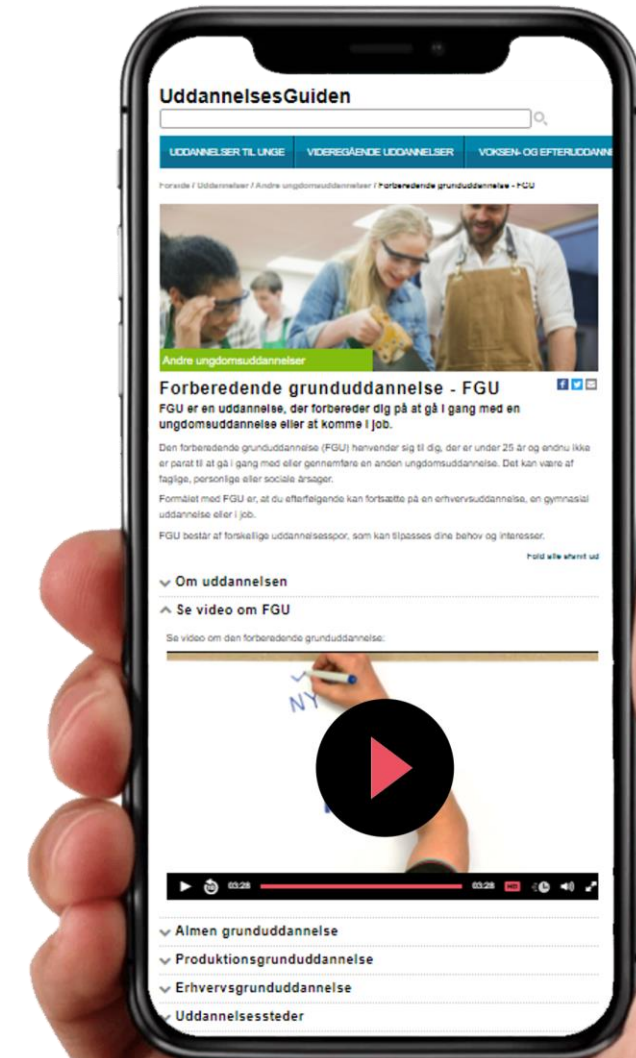 UddannelsesGuiden
UDDANNELSER TIL UNGE VIDEREGÅENDE UDDANNELSER VOKSEN- OG EFTERUDDANNE
Forside / Uddannelser / Andre ungdomsuddannelser / Forberedende grunduddannelse - FGU
Andre ungdomsuddannelser
Forberedende grunduddannelse - FGU
FGU er en uddannelse, der forbereder dig på at gå i gang med en
ungdomsuddannelse eller at komme i job.
Den forberedende grunduddannelse (FGU) henvender sig til dig, der er under 25 år og endnu ikke
er parat til at gå i gang med eller gennemføre en anden ungdomsuddannelse. Det kan være af
faglige, personlige eller sociale årsager.
Formålet med FGU er, at du efterfølgende kan fortsætte på en erhvervsuddannelse, en gymnasial
uddannelse eller i job.
FGU består af forskellige uddannelsesspor, som kan tilpasses dine behov og interesser.
Fold alle afsnit ud
Om uddannelsen
Se video om FGU
Se video om den forberedende grunduddannelse:
NY
03:28 03:28 HD
Almen grunduddannelse
Produktionsgrunduddannelse
Erhvervsgrunduddannelse
Uddannelsessteder